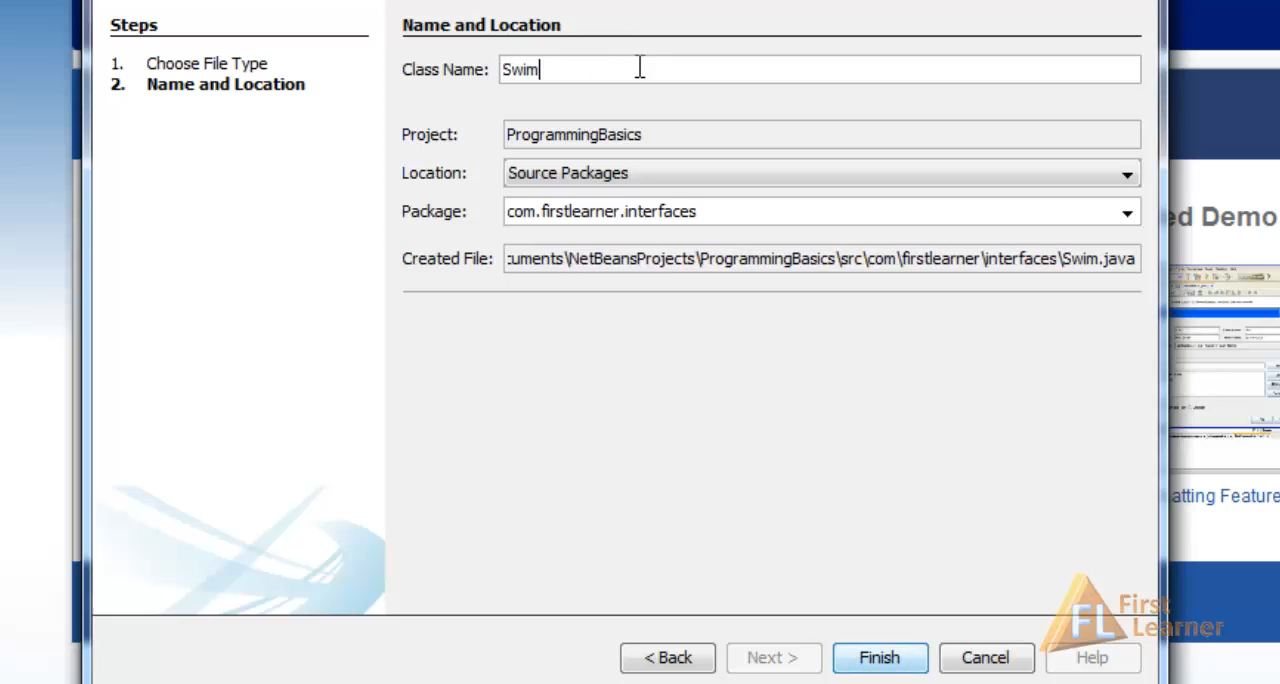 Steps
1. Choose File Type
2. Name and Location
Name and Location
Class Name: Swim
Project: ProgrammingBasics
Location: Source Packages
Package: com.firstlearner.interfaces
Created File: :uments\NetBeansProjects\ProgrammingBasics\src\com\firstlearner\interfaces\Swim.java
ed Demo
atting Feature
< Back Next > Finish Cancel Help
FL First Learner